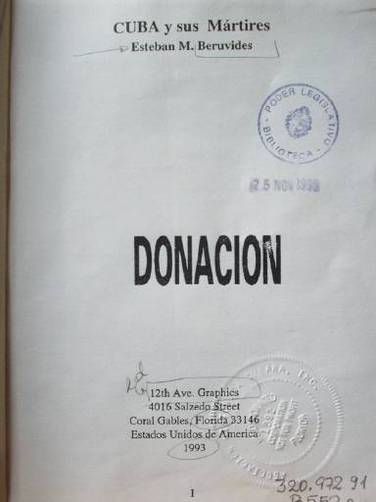 CUBA y sus Mártires
Esteban M. Beruvides
PODER LEGISLATIVO
BIBLIOTECA
25 NOV 1998
DONACION
12th Ave. Graphics
4016 Salzedo Street
Coral Gables, Florida 33146
Estados Unidos de America
1993
320.972 91
I